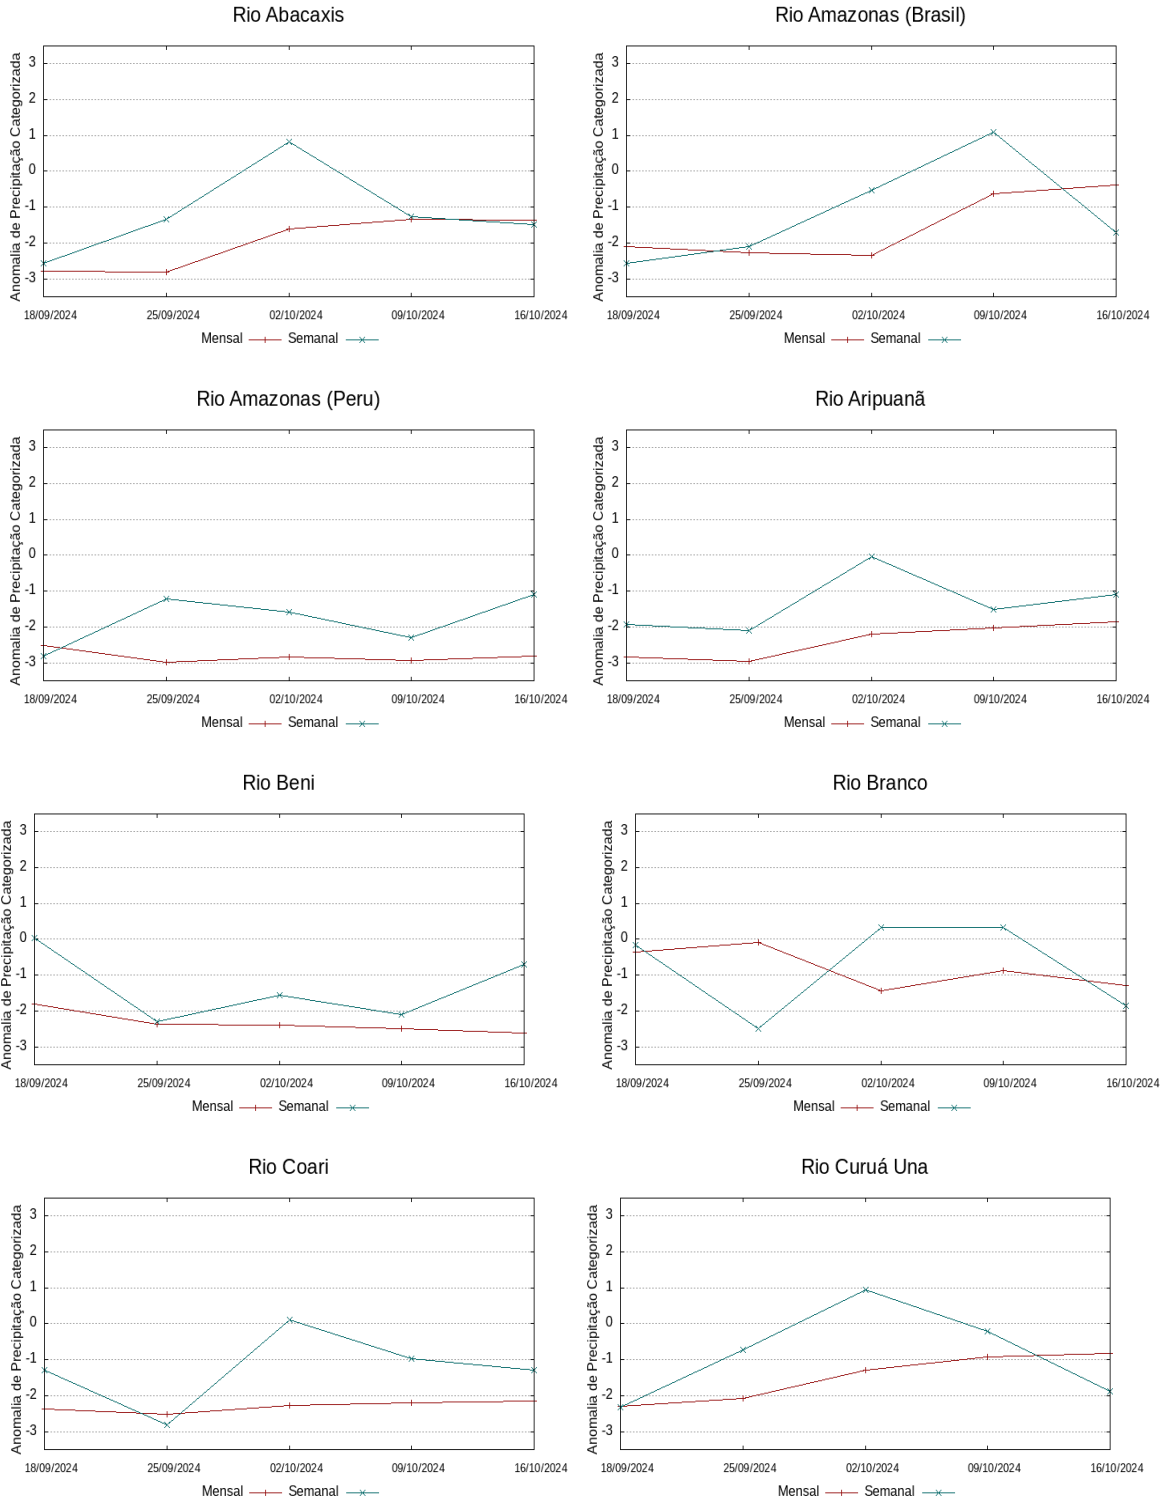 Rio Abacaxis
Anomalia de Precipitação Categorizada
3
2
1
0
-1
-2
-3
18/09/2024 25/09/2024 02/10/2024 09/10/2024 16/10/2024
Mensal Semanal
Rio Amazonas (Brasil)
Anomalia de Precipitação Categorizada
3
2
1
0
-1
-2
-3
18/09/2024 25/09/2024 02/10/2024 09/10/2024 16/10/2024
Mensal Semanal
Rio Amazonas (Peru)
Anomalia de Precipitação Categorizada
3
2
1
0
-1
-2
-3
18/09/2024 25/09/2024 02/10/2024 09/10/2024 16/10/2024
Mensal Semanal
Rio Aripuanã
Anomalia de Precipitação Categorizada
3
2
1
0
-1
-2
-3
18/09/2024 25/09/2024 02/10/2024 09/10/2024 16/10/2024
Mensal Semanal
Rio Beni
Anomalia de Precipitação Categorizada
3
2
1
0
-1
-2
-3
18/09/2024 25/09/2024 02/10/2024 09/10/2024 16/10/2024
Mensal Semanal
Rio Branco
Anomalia de Precipitação Categorizada
3
2
1
0
-1
-2
-3
18/09/2024 25/09/2024 02/10/2024 09/10/2024 16/10/2024
Mensal Semanal
Rio Coari
Anomalia de Precipitação Categorizada
3
2
1
0
-1
-2
-3
18/09/2024 25/09/2024 02/10/2024 09/10/2024 16/10/2024
Mensal Semanal
Rio Curuá Una
Anomalia de Precipitação Categorizada
3
2
1
0
-1
-2
-3
18/09/2024 25/09/2024 02/10/2024 09/10/2024 16/10/2024
Mensal Semanal